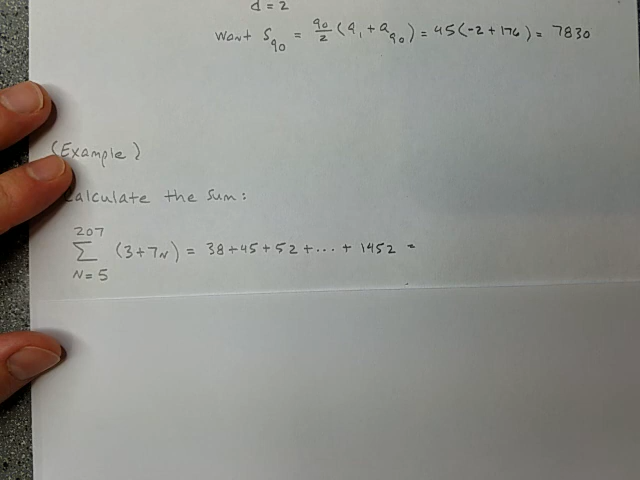 d = 2
Want S₉₀ = 90/2 (a₁ + a₉₀) = 45(-2 + 176) = 7830
(Example)
Calculate the sum:
207
Σ (3+7N) = 38+45+52+...+1452 =
N=5